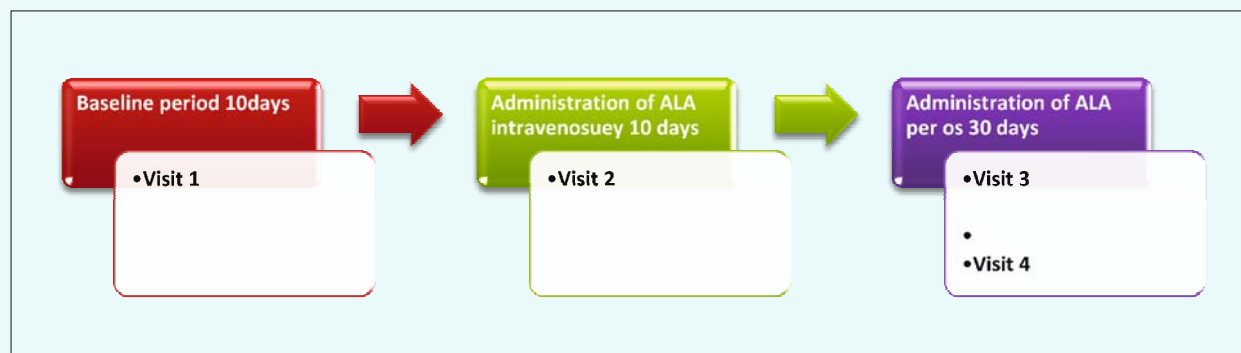 Baseline period 10days
•Visit 1
Administration of ALA
intravenosuey 10 days
•Visit 2
Administration of ALA
per os 30 days
•Visit 3
•
•Visit 4